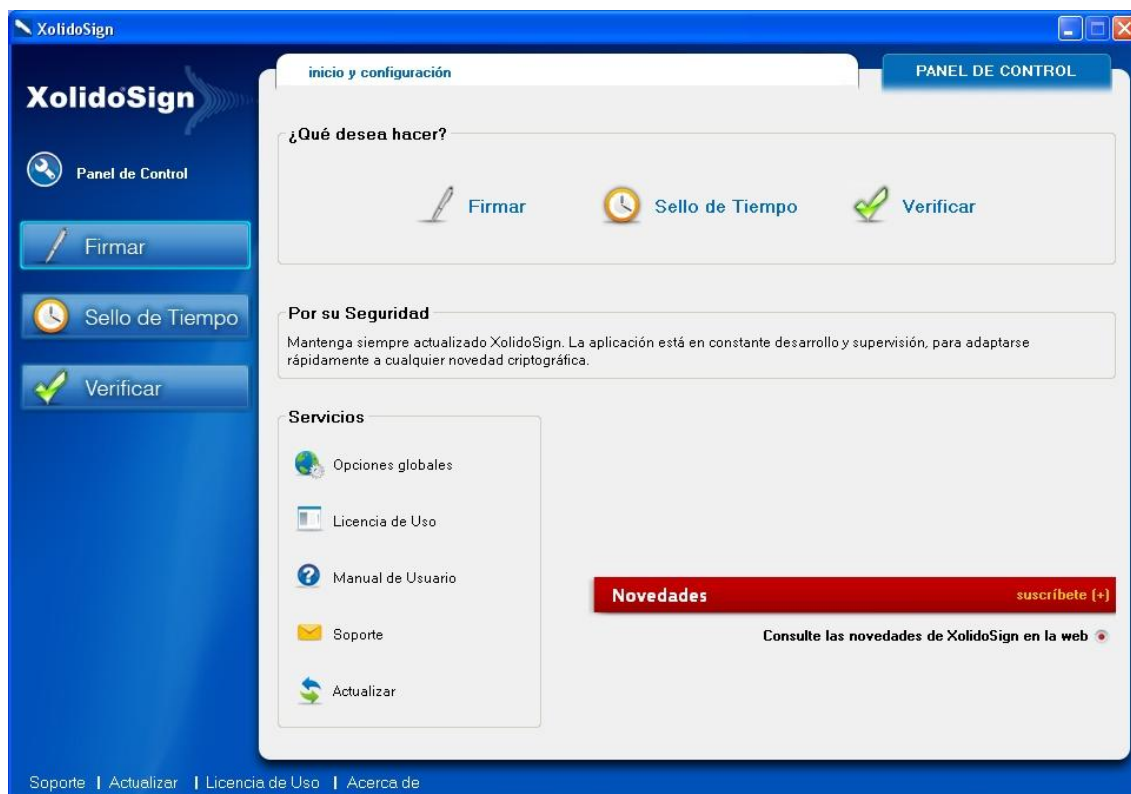 XolidoSign
XolidoSign
Panel de Control
Firmar
Sello de Tiempo
Verificar
inicio y configuración
PANEL DE CONTROL
¿Qué desea hacer?
Firmar
Sello de Tiempo
Verificar
Por su Seguridad
Mantenga siempre actualizado XolidoSign. La aplicación está en constante desarrollo y supervisión, para adaptarse
rápidamente a cualquier novedad criptográfica.
Servicios
Opciones globales
Licencia de Uso
Manual de Usuario
Soporte
Actualizar
Novedades
suscríbete (+)
Consulte las novedades de XolidoSign en la web
Soporte | Actualizar | Licencia de Uso | Acerca de